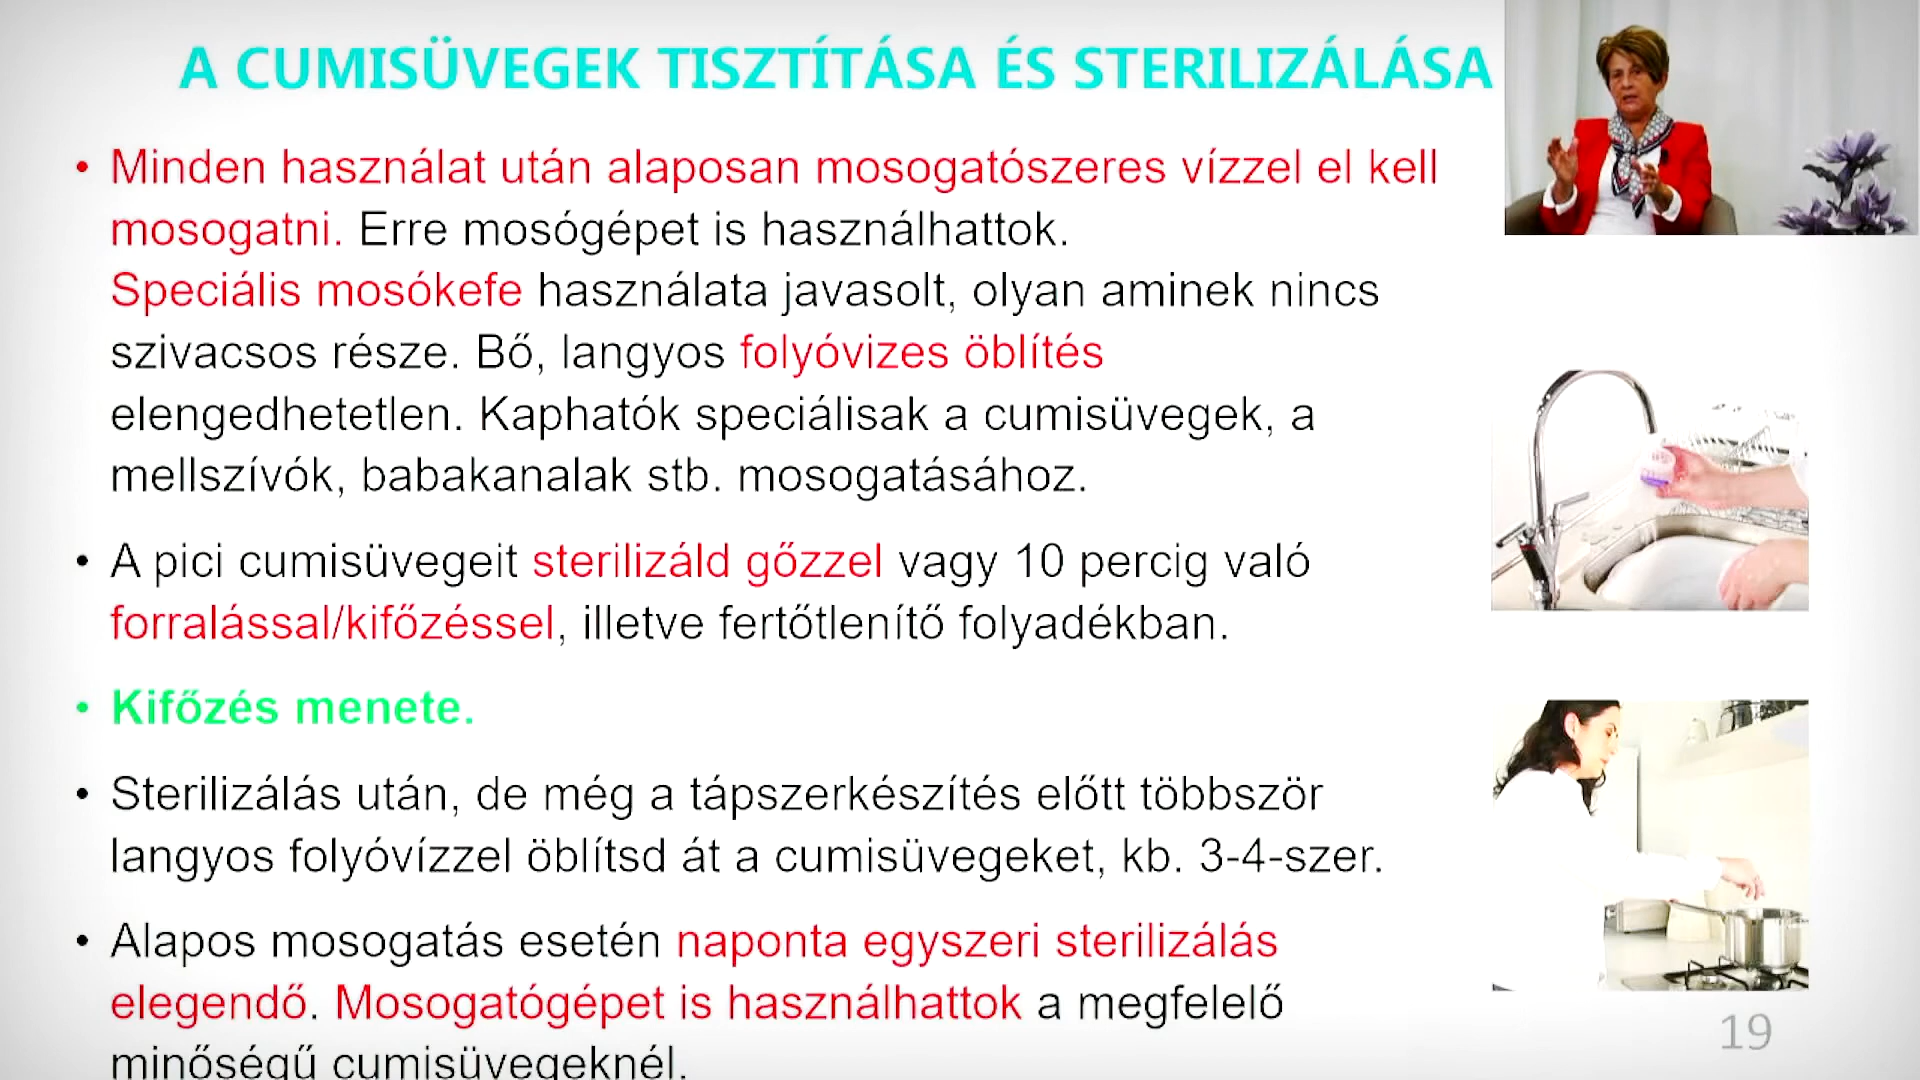 A CUMISÜVEGEK TISZTÍTÁSA ÉS STERILIZÁLÁSA
• Minden használat után alaposan mosogatószeres vízzel el kell
mosogatni. Erre mosógépet is használhattok.
Speciális mosókefe használata javasolt, olyan aminek nincs
szivacsos része. Bő, langyos folyóvizes öblítés
elengedhetetlen. Kaphatók speciálisak a cumisüvegek, a
mellszívók, babakanalak stb. mosogatásához.
• A pici cumisüvegeit sterilizáld gőzzel vagy 10 percig való
forralással/kifőzéssel, illetve fertőtlenítő folyadékban.
• Kifőzés menete.
• Sterilizálás után, de még a tápszerkészítés előtt többször
langyos folyóvízzel öblítsd át a cumisüvegeket, kb. 3-4-szer.
• Alapos mosogatás esetén naponta egyszeri sterilizálás
elegendő. Mosogatógépet is használhattok a megfelelő
minőségű cumisüvegeknél.
19